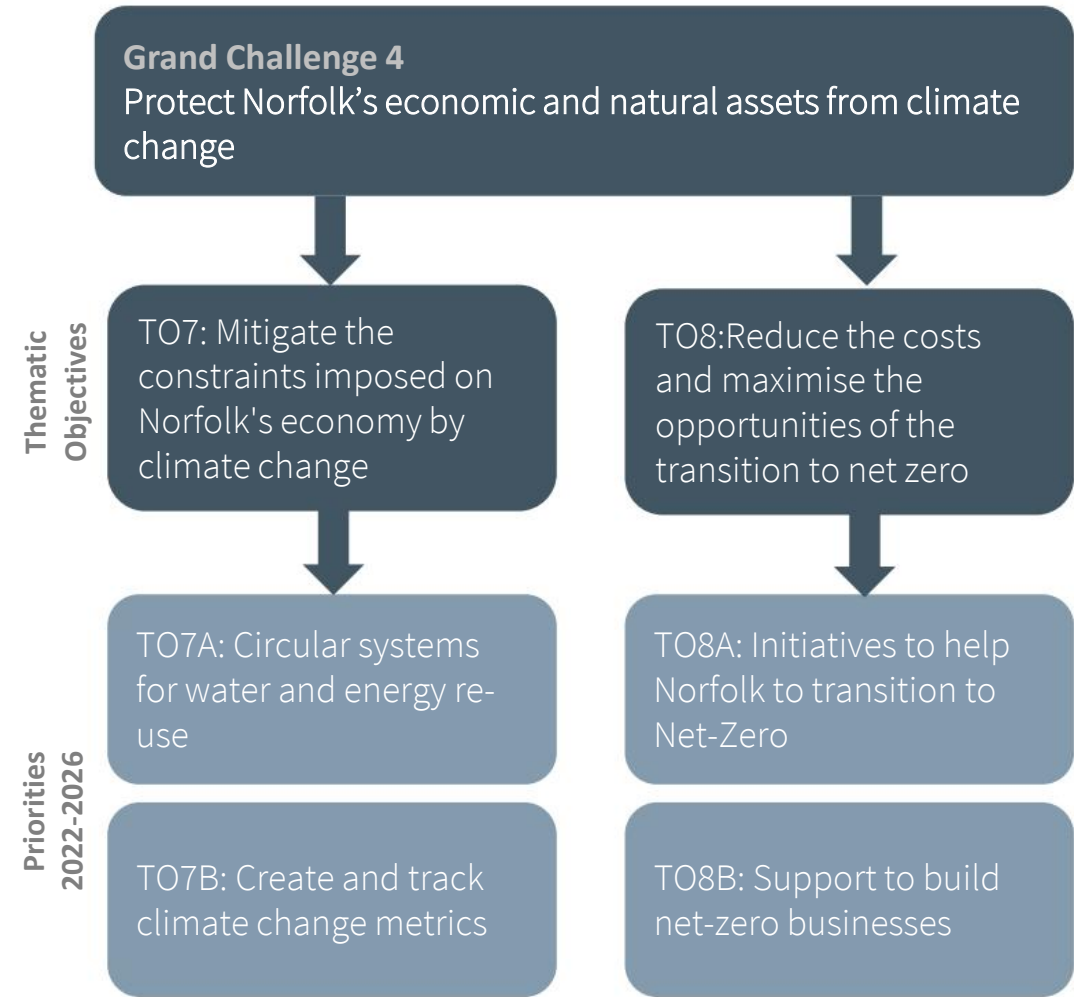 Grand Challenge 4
Protect Norfolk’s economic and natural assets from climate
change
Thematic
Objectives
TO7: Mitigate the
constraints imposed on
Norfolk's economy by
climate change
TO8:Reduce the costs
and maximise the
opportunities of the
transition to net zero
Priorities
2022-2026
TO7A: Circular systems
for water and energy re-
use
TO8A: Initiatives to help
Norfolk to transition to
Net-Zero
TO7B: Create and track
climate change metrics
TO8B: Support to build
net-zero businesses